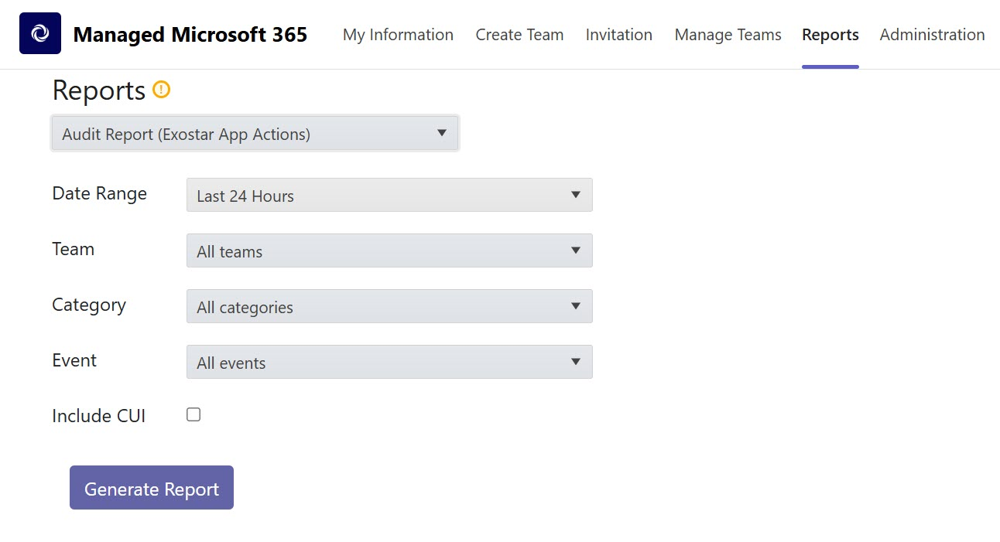 Managed Microsoft 365 My Information Create Team Invitation Manage Teams Reports Administration
Reports
Audit Report (Exostar App Actions)
Date Range Last 24 Hours
Team All teams
Category All categories
Event All events
Include CUI
Generate Report